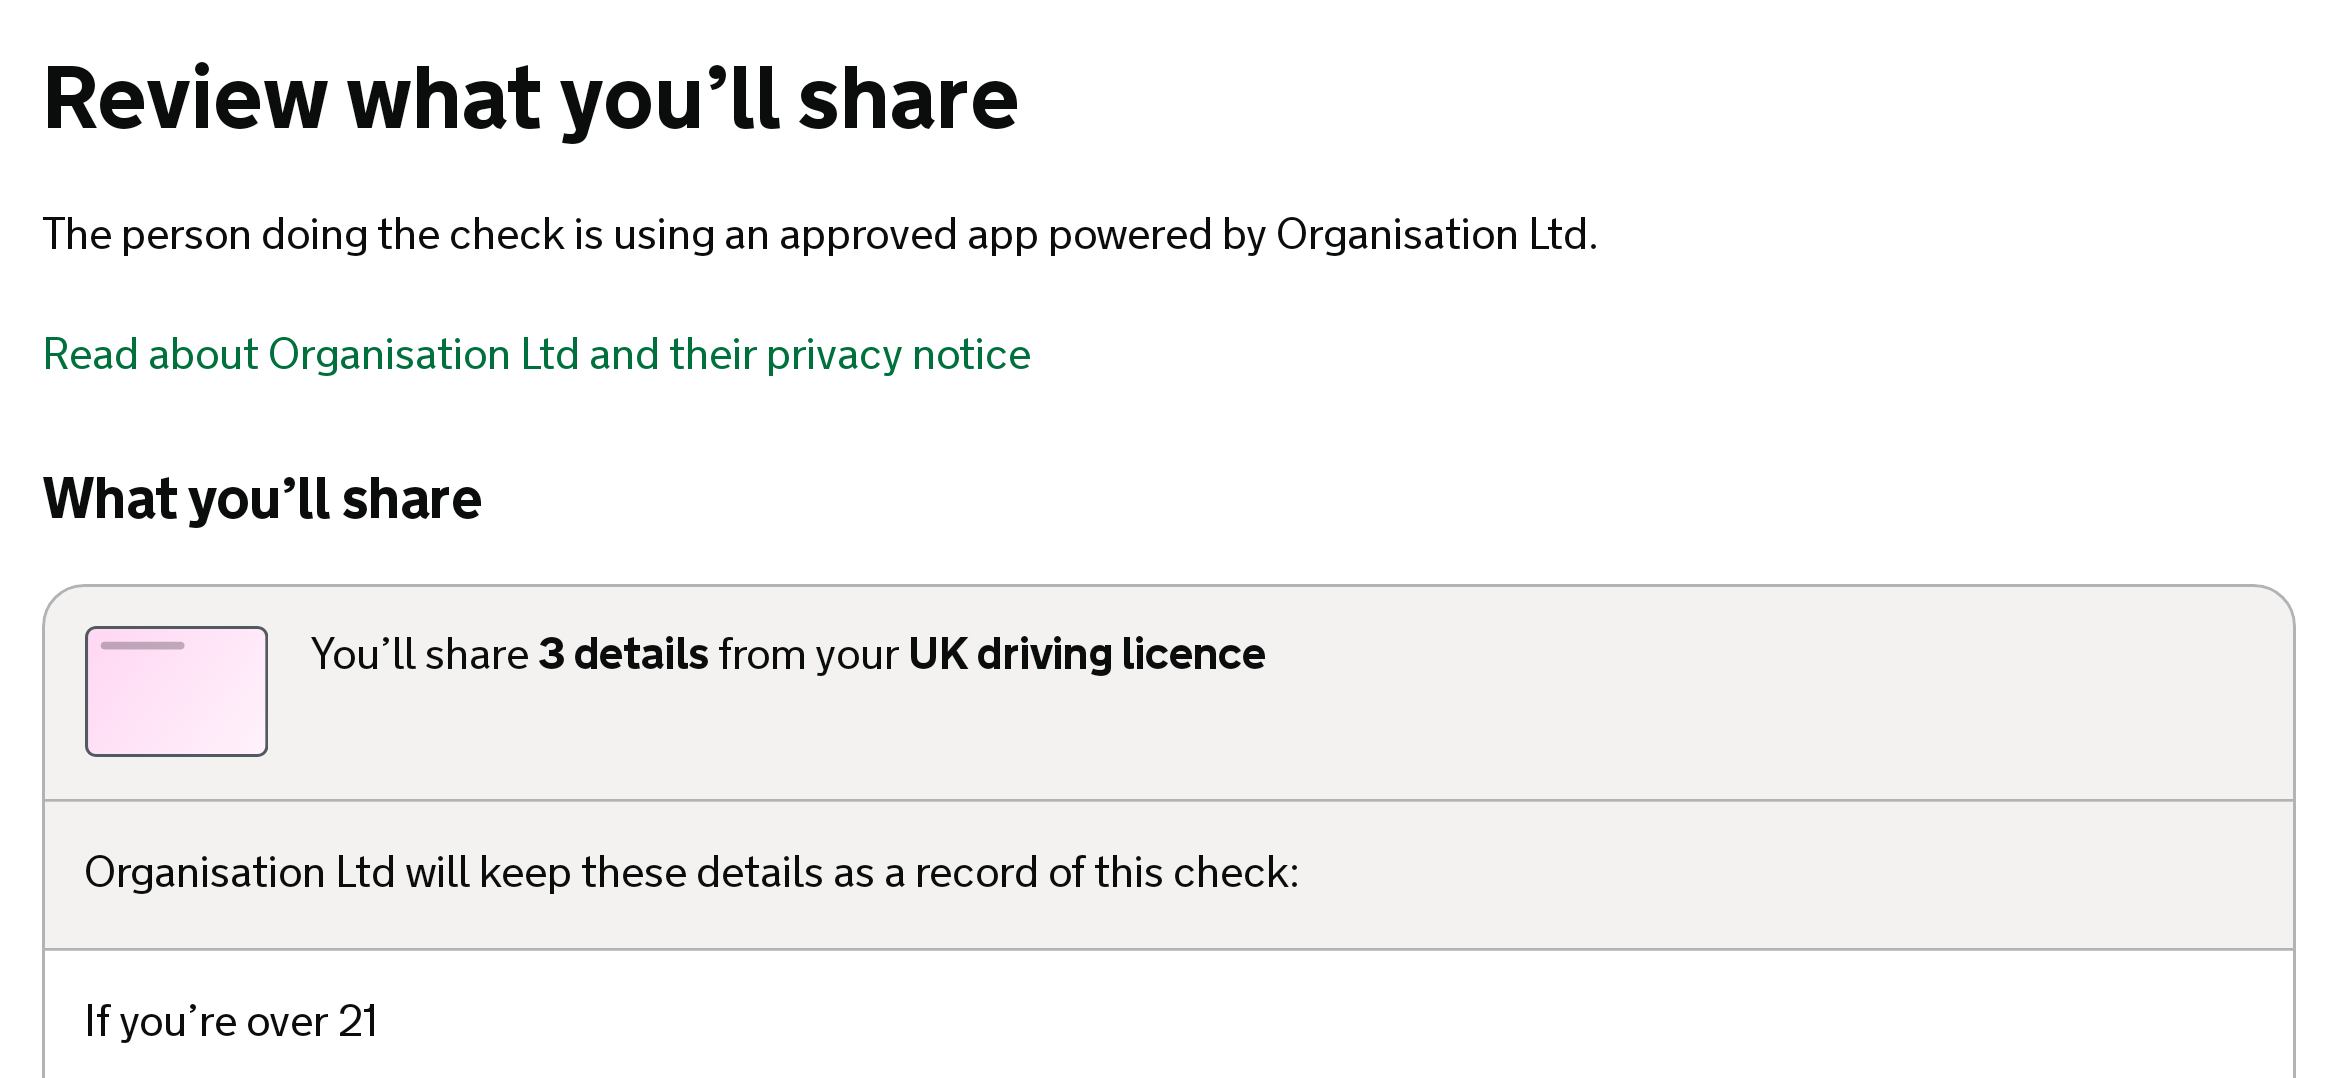 Review what you’ll share
The person doing the check is using an approved app powered by Organisation Ltd.
Read about Organisation Ltd and their privacy notice
What you’ll share
You’ll share 3 details from your UK driving licence
Organisation Ltd will keep these details as a record of this check:
If you’re over 21